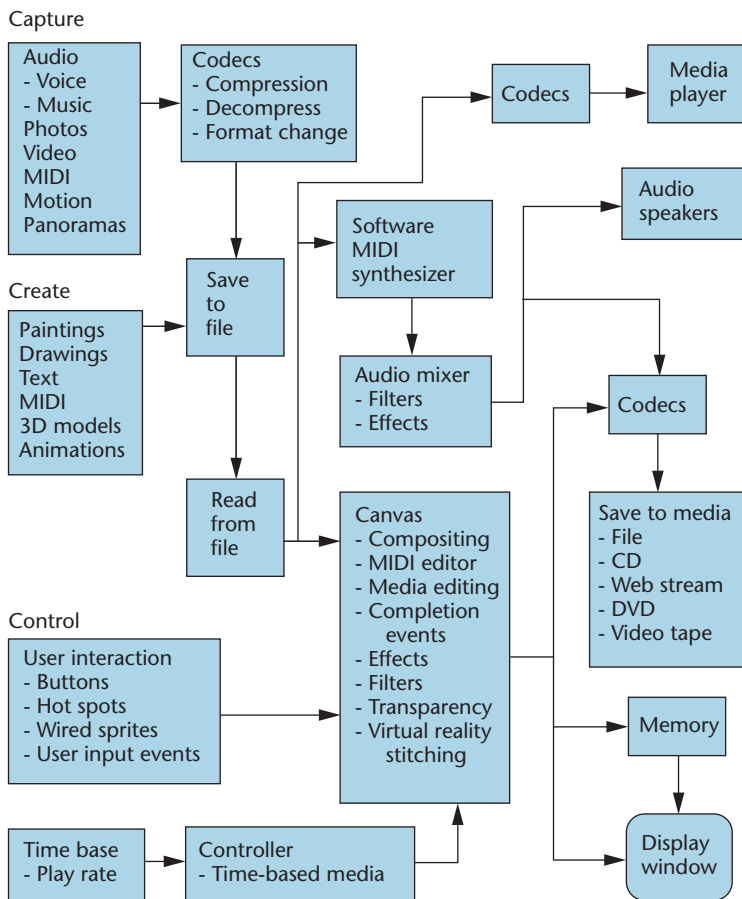 Capture
Audio
- Voice
- Music
Photos
Video
MIDI
Motion
Panoramas
Codecs
- Compression
- Decompress
- Format change
Codecs
Media
player
Audio
speakers
Software
MIDI
synthesizer
Save
to
file
Create
Paintings
Drawings
Text
MIDI
3D models
Animations
Audio mixer
- Filters
- Effects
Codecs
Read
from
file
Canvas
- Compositing
- MIDI editor
- Media editing
- Completion
events
- Effects
- Filters
- Transparency
- Virtual reality
stitching
Save to media
- File
- CD
- Web stream
- DVD
- Video tape
Control
User interaction
- Buttons
- Hot spots
- Wired sprites
- User input events
Memory
Time base
- Play rate
Controller
- Time-based media
Display
window